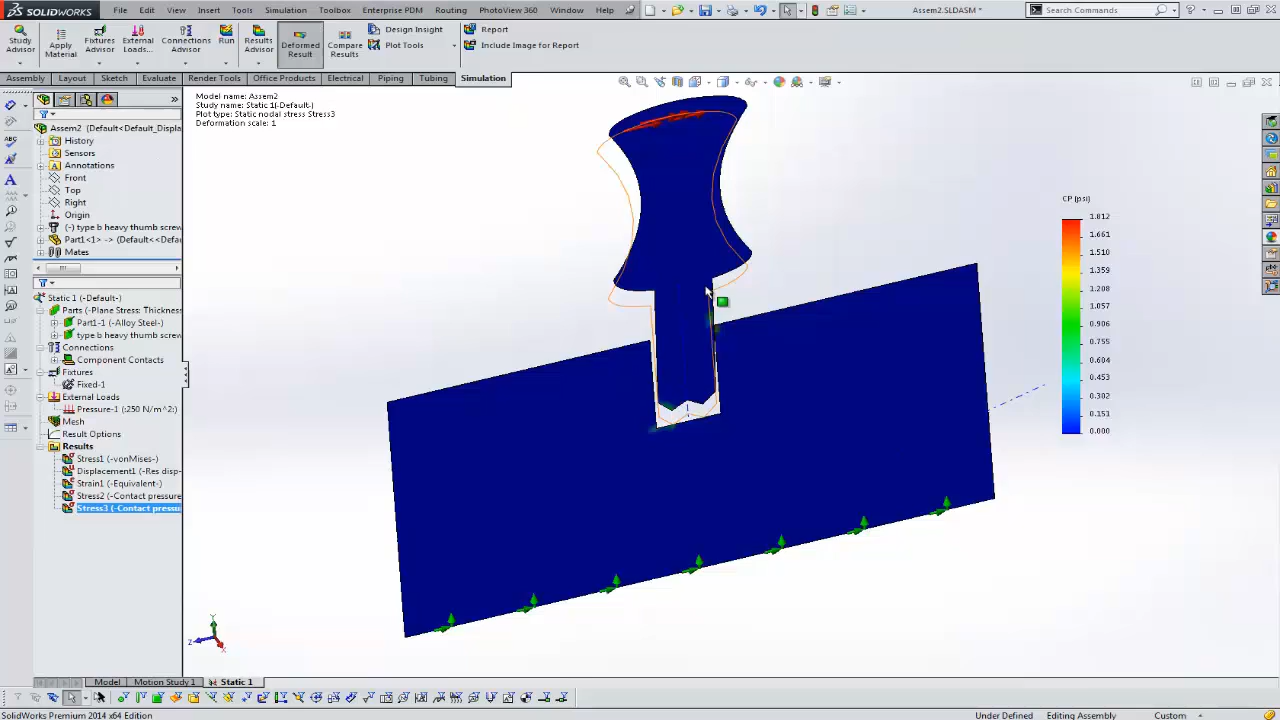 SOLIDWORKS File Edit View Insert Tools Simulation Toolbox Enterprise PDM Routing PhotoView 360 Window Help Assem2.SLDASM * Search Commands
Study Advisor Apply Material Fixtures Advisor External Loads... Connections Advisor Run Results Advisor Deformed Result Compare Results Design Insight Plot Tools Report Include Image for Report
Assembly Layout Sketch Evaluate Render Tools Office Products Electrical Piping Tubing Simulation
Model name: Assem2
Study name: Static 1(-Default-)
Plot type: Static nodal stress Stress3
Deformation scale: 1
Assem2 (Default<Default_Displa
History
Sensors
Annotations
Front
Top
Right
Origin
(-) type b heavy thumb screw
Part1<1> -> (Default<<Defau
Mates
Static 1 (-Default-)
Parts (-Plane Stress: Thickness
Part1-1 (-Alloy Steel-)
type b heavy thumb screw
Connections
Component Contacts
Fixtures
Fixed-1
External Loads
Pressure-1 (:250 N/m^2:)
Mesh
Result Options
Results
Stress1 (-vonMises-)
Displacement1 (-Res disp-
Strain1 (-Equivalent-)
Stress2 (-Contact pressure
Stress3 (-Contact pressu
CP (psi)
1.812
1.661
1.510
1.359
1.208
1.057
0.906
0.755
0.604
0.453
0.302
0.151
0.000
Y
Z
X
Model Motion Study 1 Static 1
SolidWorks Premium 2014 x64 Edition Under Defined Editing Assembly Custom